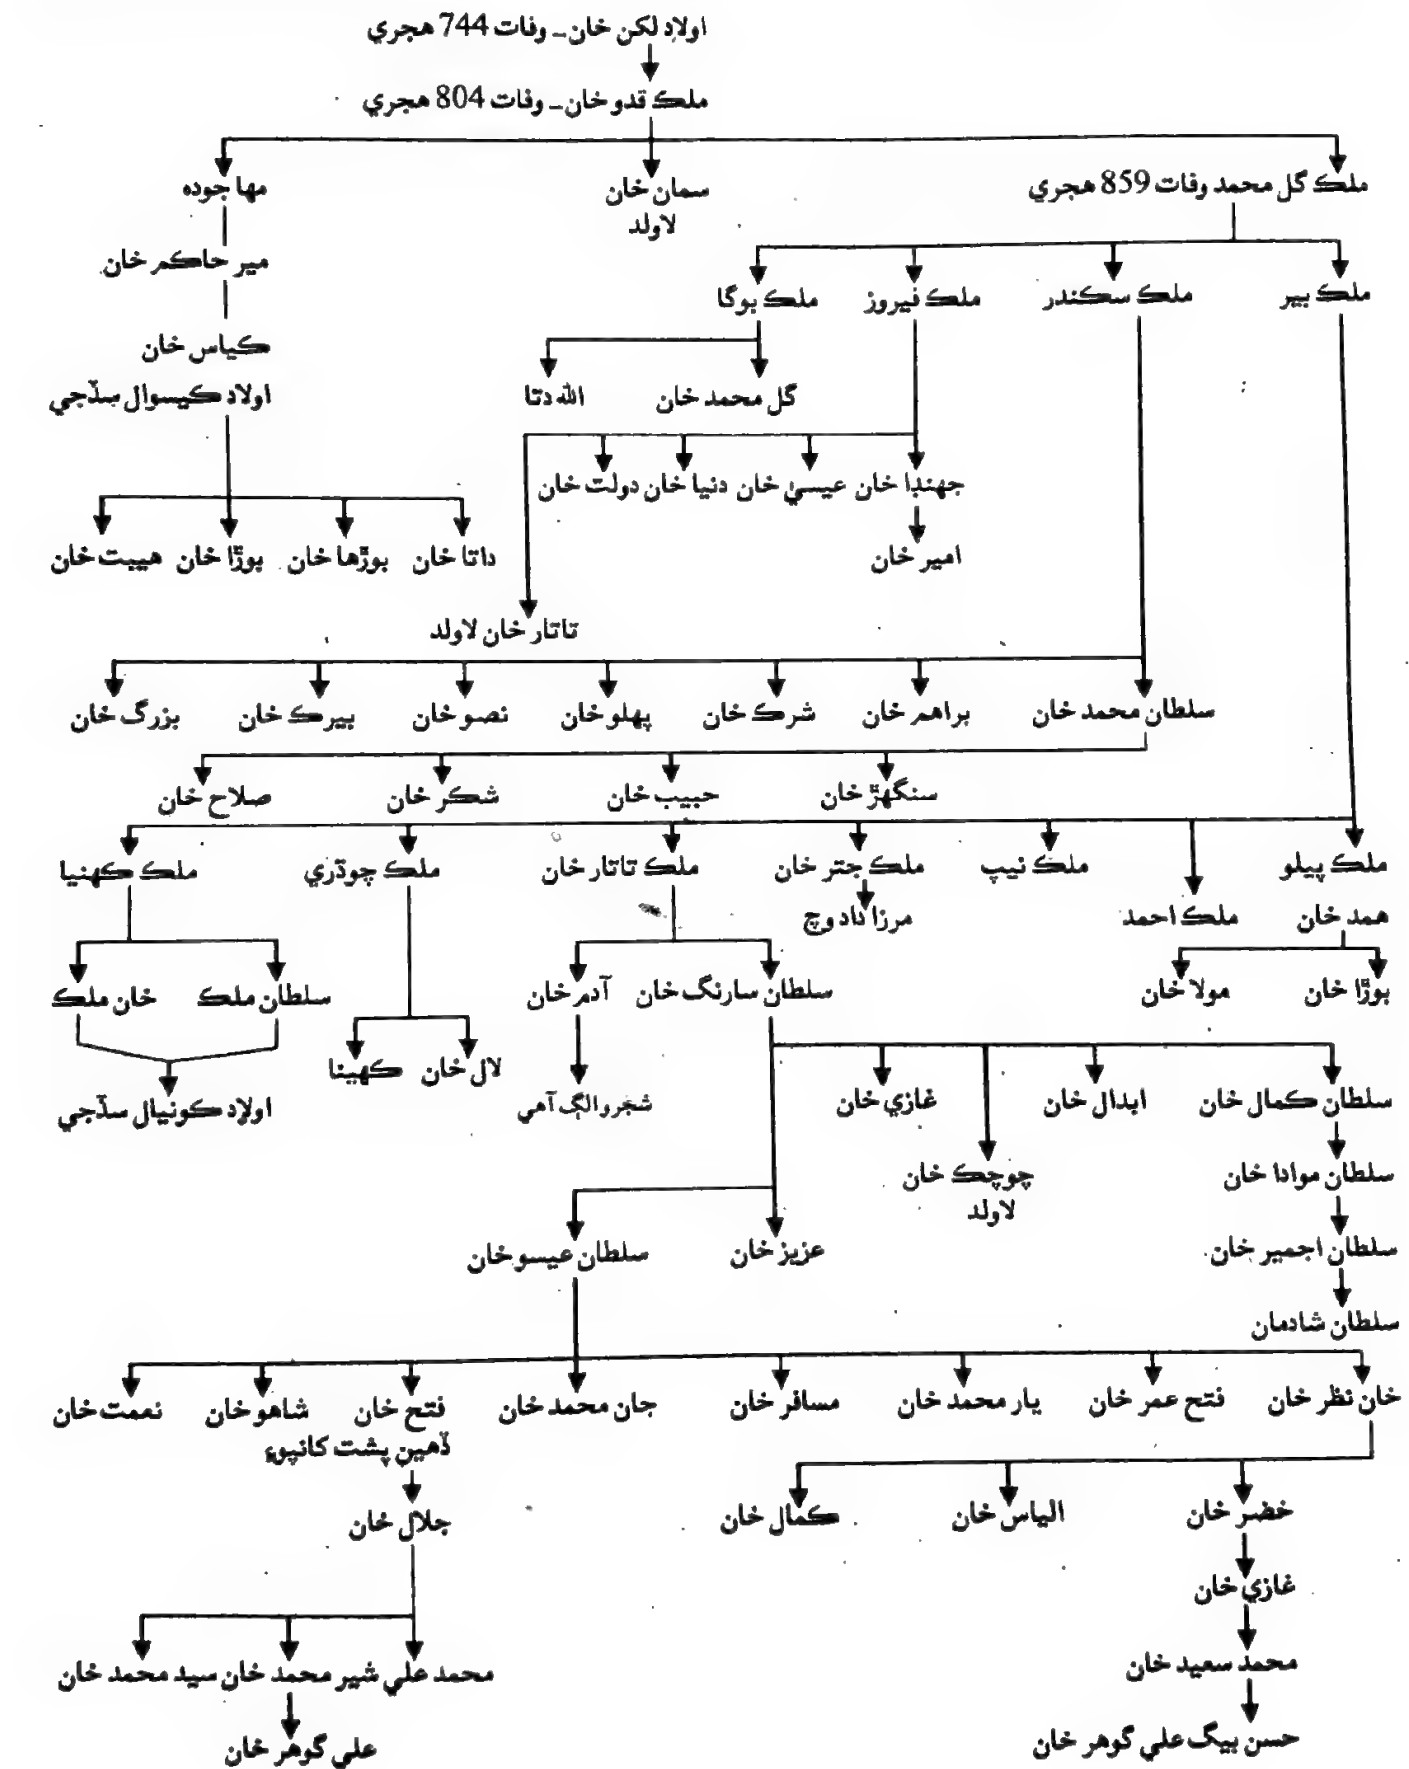 اولاد لکن خان_ وفات 744 هجري
ملڪ قدو خان_ وفات 804 هجري
ملڪ گل محمد وفات 859 هجري
سمان خان
مها جوده
لاولد
مير حاڪم خان
ملڪ بير
ملڪ سڪندر
ملڪ فيروز
ملڪ بوگا
ڪياس خان
گل محمد خان
الله دتا
اولاد ڪيسوال سڏجي
جهنڊا خان
عيسيٰ خان
دنيا خان
دولت خان
امير خان
داتا خان
بوڙها خان
بوڙا خان
هيبت خان
تاتار خان لاولد
سلطان محمد خان
براهم خان
شرڪ خان
پهلو خان
نصو خان
بيرڪ خان
بزرگ خان
سنگهڙ خان
حبيب خان
شڪر خان
صلاح خان
ملڪ پيلو
ملڪ نيپ
ملڪ جتر خان
ملڪ تاتار خان
ملڪ چوڌري
ملڪ ڪهنيا
همد خان
ملڪ احمد
مرزا داد وچ
بوڙا خان
مولا خان
سلطان سارنگ خان
آدم خان
سلطان ملڪ
خان ملڪ
لال خان
ڪهينا
سلطان ڪمال خان
ابدال خان
غازي خان
شجرو الڳ آهي
اولاد ڪونيال سڏجي
سلطان موادا خان
چوچڪ خان
لاولد
سلطان اجمير خان
عزيز خان
سلطان عيسو خان
سلطان شادمان
خان نظر خان
فتح عمر خان
يار محمد خان
مسافر خان
جان محمد خان
فتح خان
شاهو خان
نعمت خان
ڏهين پشت کانپوءِ
خضر خان
الياس خان
ڪمال خان
جلال خان
غازي خان
محمد سعيد خان
محمد علي شير محمد خان سيد محمد خان
حسن بيگ علي گوهر خان
علي گوهر خان